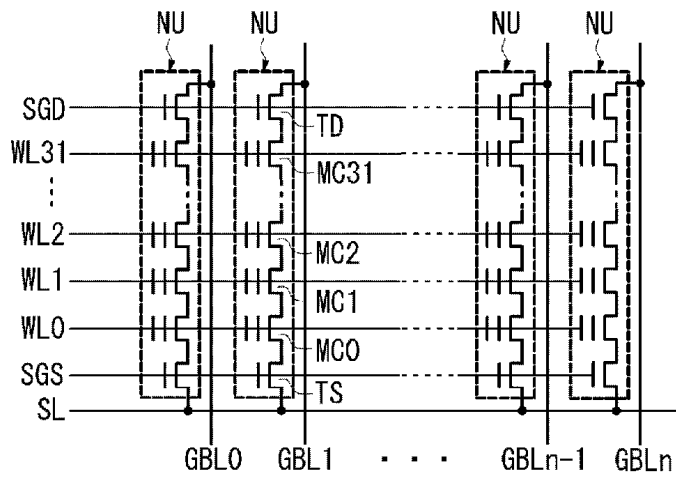 NU NU NU NU
SGD
TD
WL31
MC31
WL2
MC2
WL1
MC1
WL0
MC0
SGS
TS
SL
GBL0 GBL1 · · · GBLn-1 GBLn